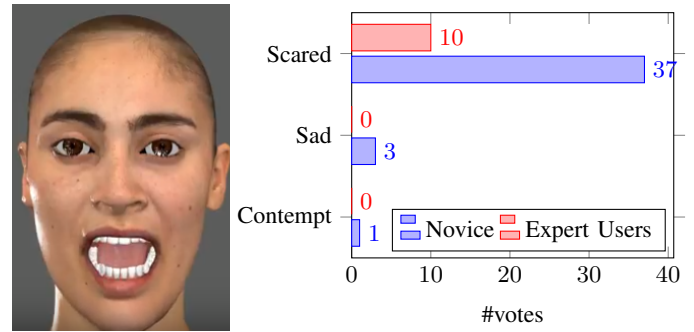 Scared
10
37
Sad
0
3
Contempt
0
1
Novice Expert Users
0 10 20 30 40
#votes